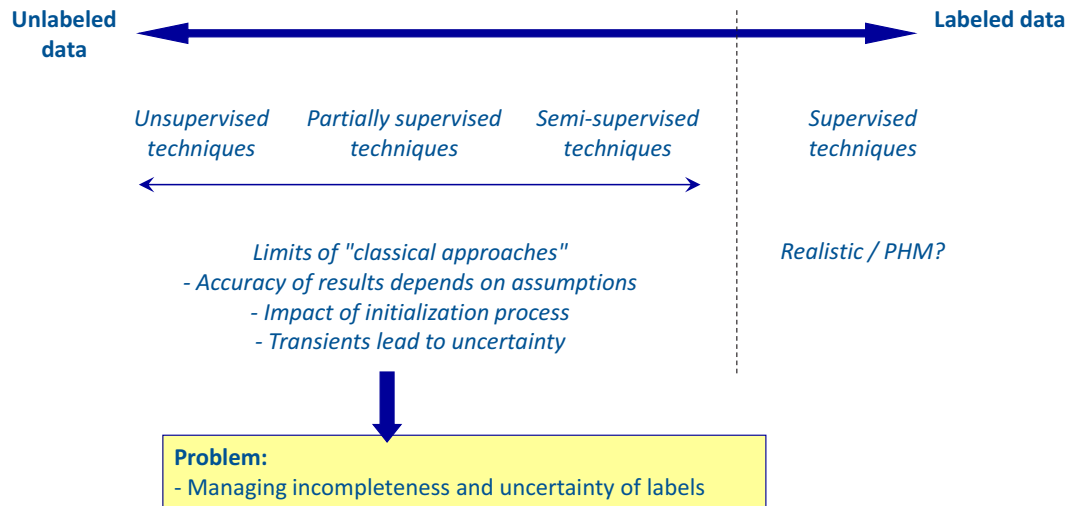 Unlabeled
data
Labeled data
Unsupervised
techniques
Partially supervised
techniques
Semi-supervised
techniques
Supervised
techniques
Limits of "classical approaches"
- Accuracy of results depends on assumptions
- Impact of initialization process
- Transients lead to uncertainty
Realistic / PHM?
Problem:
- Managing incompleteness and uncertainty of labels